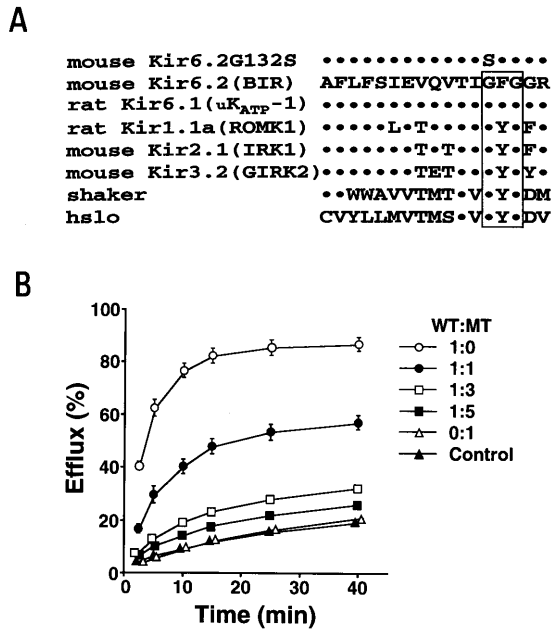 A
mouse Kir6.2G132S ••••••••••••S••••
mouse Kir6.2(BIR) AFLFSIEVQVTIGFGGR
rat Kir6.1(uKATP-1) •••••••••••••••••
rat Kir1.1a(ROMK1) •••••L•T•••••Y•F•
mouse Kir2.1(IRK1) •••••••T•T•••Y•F•
mouse Kir3.2(GIRK2) •••••••TET•••Y•Y•
shaker ••WWAVVTMT•V•Y•DM
hslo CVYLLMVTMS•V•Y•DV
B
100
80
60
40
20
0
Efflux (%)
0 10 20 30 40
Time (min)
WT:MT
1:0
1:1
1:3
1:5
0:1
Control